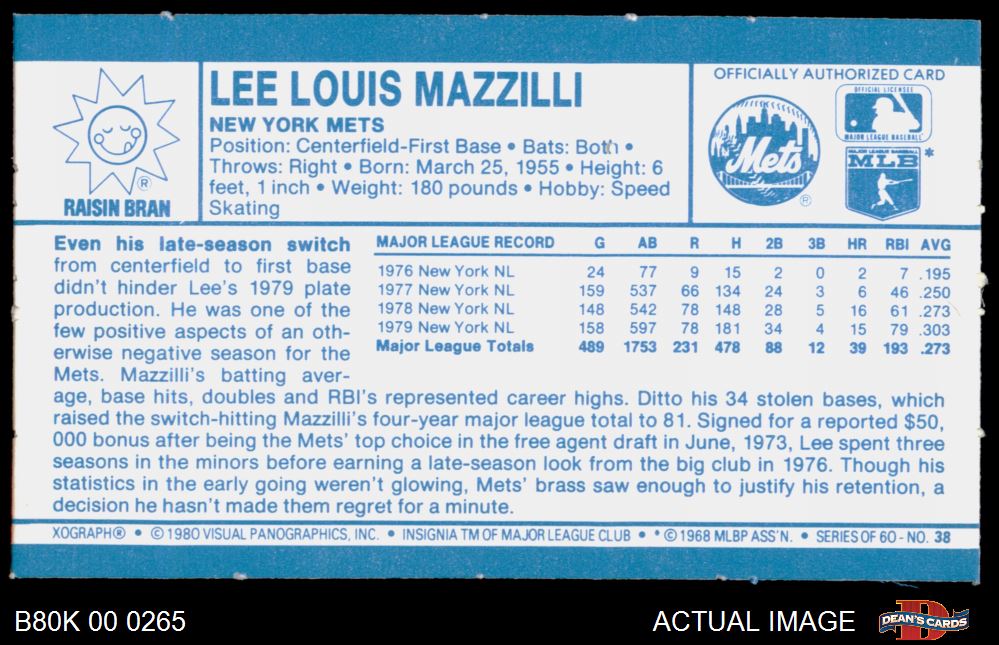 LEE LOUIS MAZZILLI
NEW YORK METS
Position: Centerfield-First Base • Bats: Both •
Throws: Right • Born: March 25, 1955 • Height: 6
feet, 1 inch • Weight: 180 pounds • Hobby: Speed
Skating
®
RAISIN BRAN
OFFICIALLY AUTHORIZED CARD
Mets
®
OFFICIAL LICENSEE
MAJOR LEAGUE BASEBALL
MAJOR LEAGUE BASEBALL
MLB *
Even his late-season switch
from centerfield to first base
didn't hinder Lee's 1979 plate
production. He was one of the
few positive aspects of an oth-
erwise negative season for the
Mets. Mazzilli's batting aver-
age, base hits, doubles and RBI's represented career highs. Ditto his 34 stolen bases, which
raised the switch-hitting Mazzilli's four-year major league total to 81. Signed for a reported $50,
000 bonus after being the Mets' top choice in the free agent draft in June, 1973, Lee spent three
seasons in the minors before earning a late-season look from the big club in 1976. Though his
statistics in the early going weren't glowing, Mets' brass saw enough to justify his retention, a
decision he hasn't made them regret for a minute.
MAJOR LEAGUE RECORD G AB R H 2B 3B HR RBI AVG
1976 New York NL 24 77 9 15 2 0 2 7 .195
1977 New York NL 159 537 66 134 24 3 6 46 .250
1978 New York NL 148 542 78 148 28 5 16 61 .273
1979 New York NL 158 597 78 181 34 4 15 79 .303
Major League Totals 489 1753 231 478 88 12 39 193 .273
XOGRAPH® • © 1980 VISUAL PANOGRAPHICS, INC. • INSIGNIA TM OF MAJOR LEAGUE CLUB • * © 1968 MLBP ASS'N. • SERIES OF 60 - NO. 38
B80K 00 0265
ACTUAL IMAGE
DEAN'S CARDS